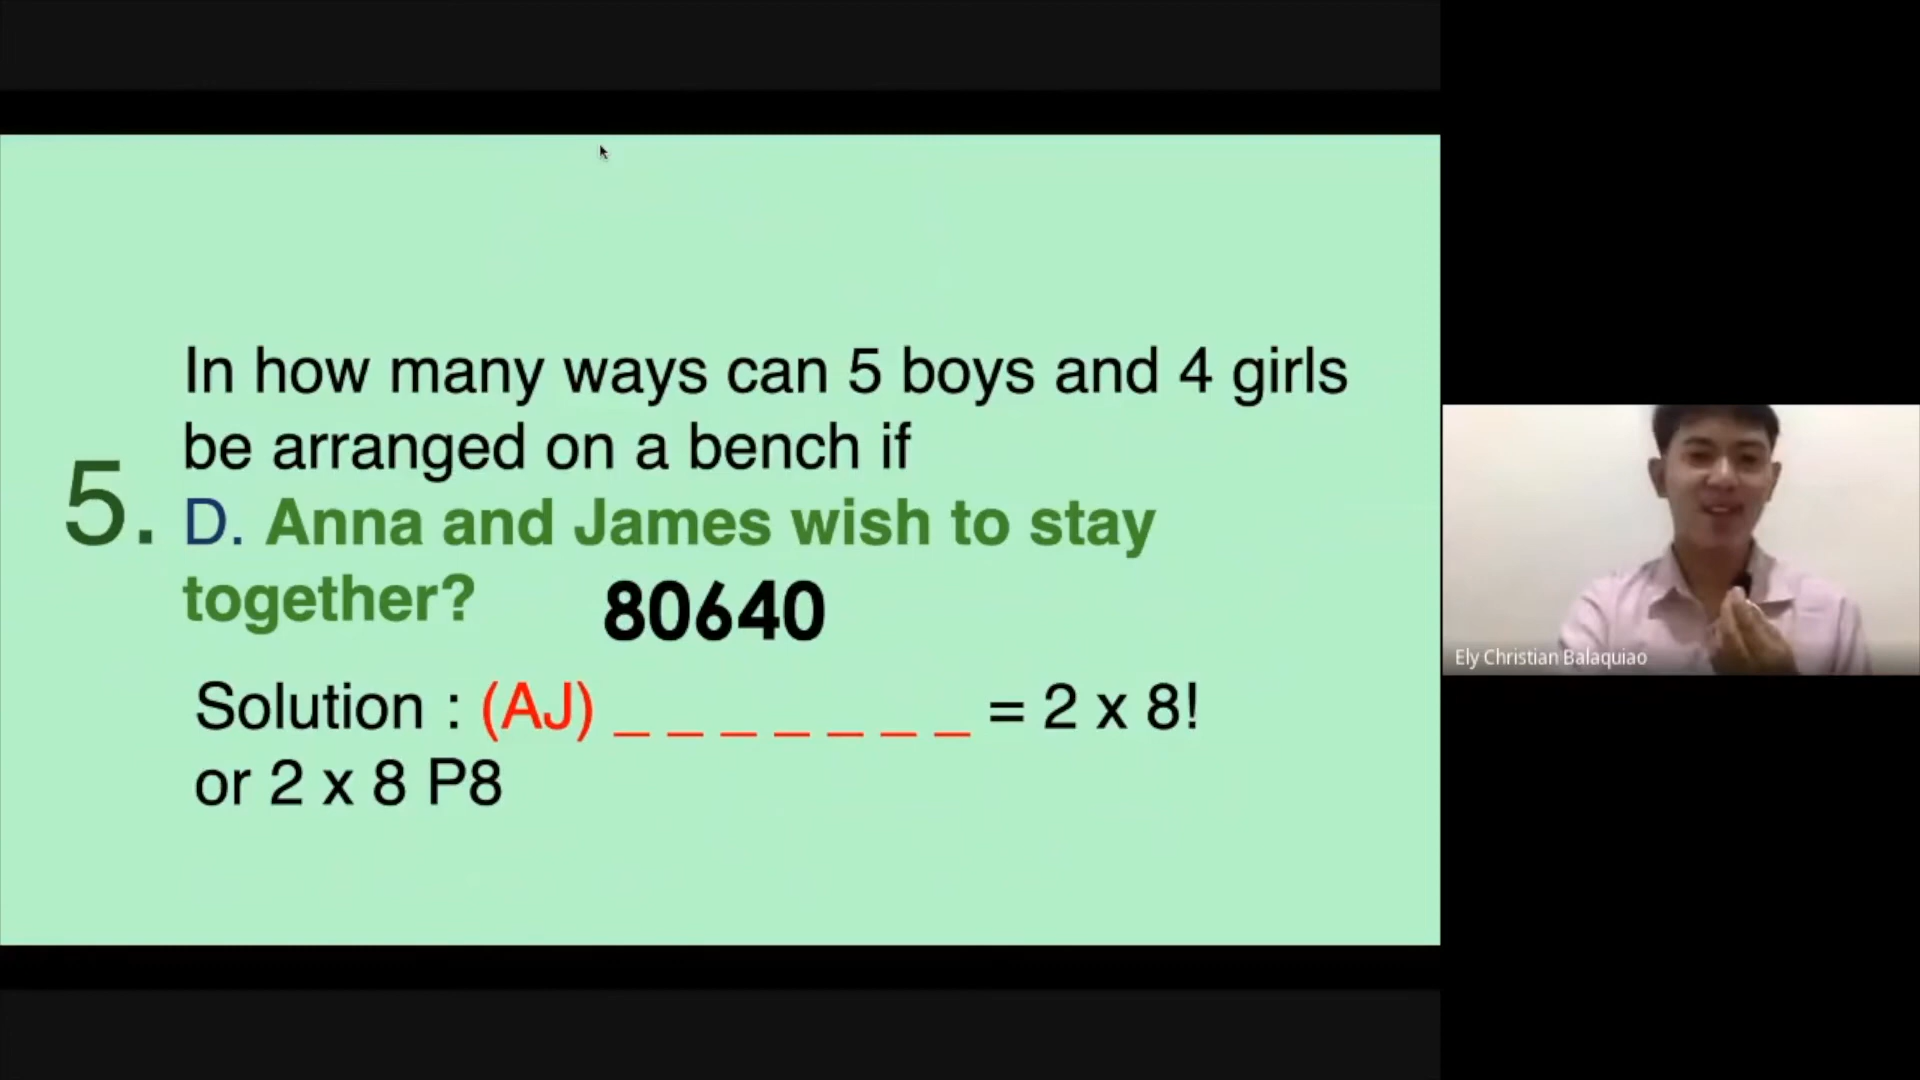 In how many ways can 5 boys and 4 girls
be arranged on a bench if
5. D. Anna and James wish to stay
together? 80640
Solution : (AJ) _ _ _ _ _ _ _ = 2 x 8!
or 2 x 8 P8
Ely Christian Balaquiao